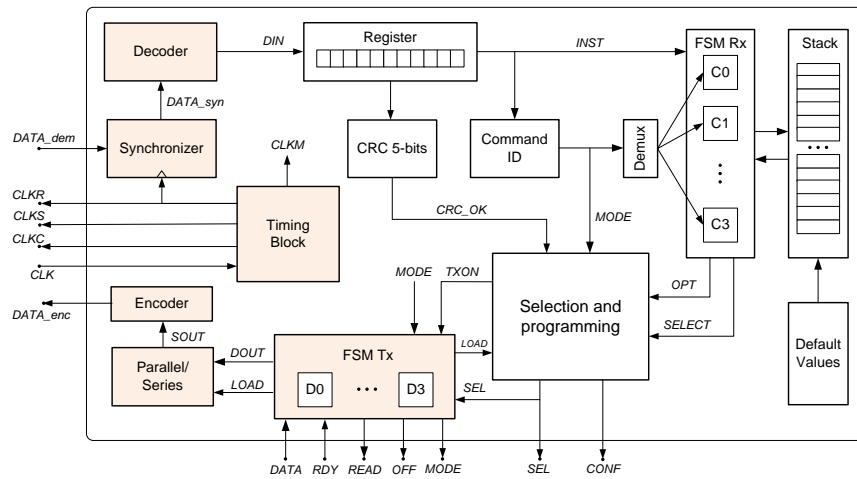 Decoder
DIN
Register
INST
FSM Rx
Stack
C0
DATA_syn
DATA_dem
Synchronizer
CLKM
CRC 5-bits
Command
ID
Demux
C1
...
...
CLKR
CLKS
CLKC
CLK
Timing
Block
CRC_OK
MODE
C3
DATA_enc
Encoder
MODE
TXON
Selection and
programming
OPT
SELECT
Default
Values
SOUT
Parallel/
Series
DOUT
LOAD
FSM Tx
D0
...
D3
LOAD
SEL
DATA
RDY
READ
OFF
MODE
SEL
CONF